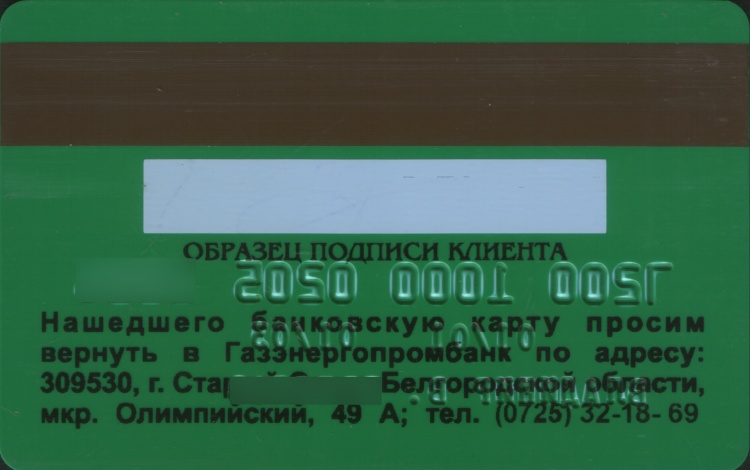 ОБРАЗЕЦ ПОДПИСИ КЛИЕНТА
Нашедшего банковскую карту просим
вернуть в Газэнергопромбанк по адресу:
309530, г. Белгородской области,
мкр. Олимпийский, 49 А; тел. (0725) 32-18-69